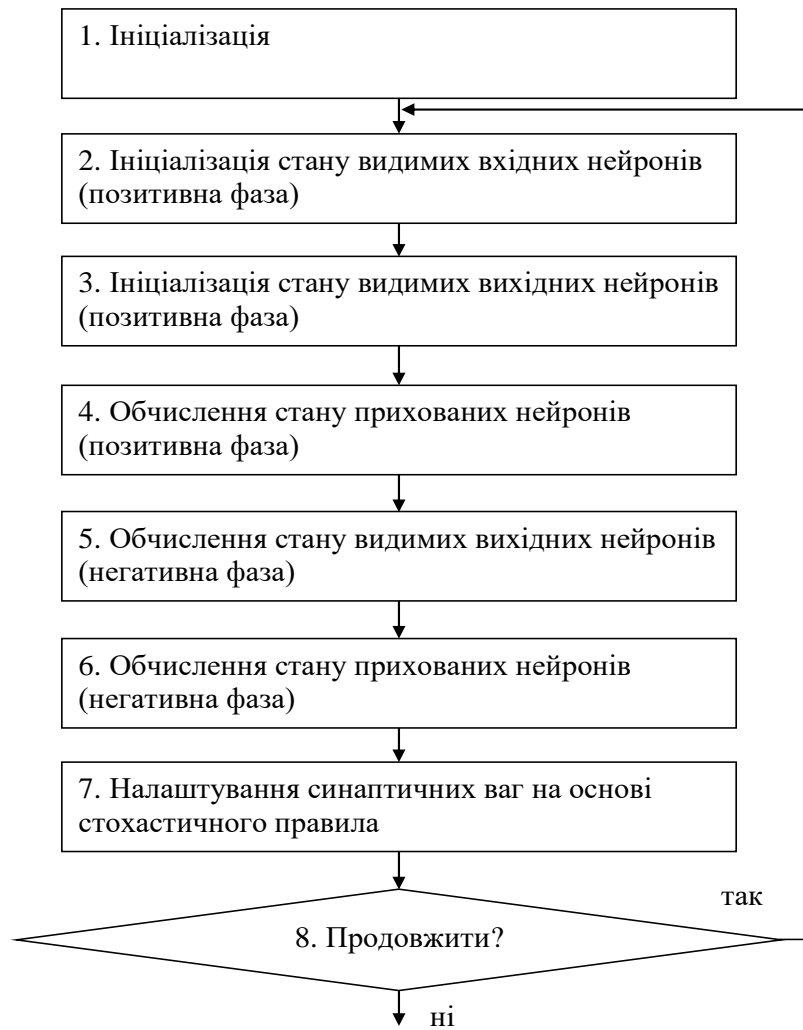 1. Ініціалізація
2. Ініціалізація стану видимих вхідних нейронів
(позитивна фаза)
3. Ініціалізація стану видимих вихідних нейронів
(позитивна фаза)
4. Обчислення стану прихованих нейронів
(позитивна фаза)
5. Обчислення стану видимих вихідних нейронів
(негативна фаза)
6. Обчислення стану прихованих нейронів
(негативна фаза)
7. Налаштування синаптичних ваг на основі
стохастичного правила
так
8. Продовжити?
ні